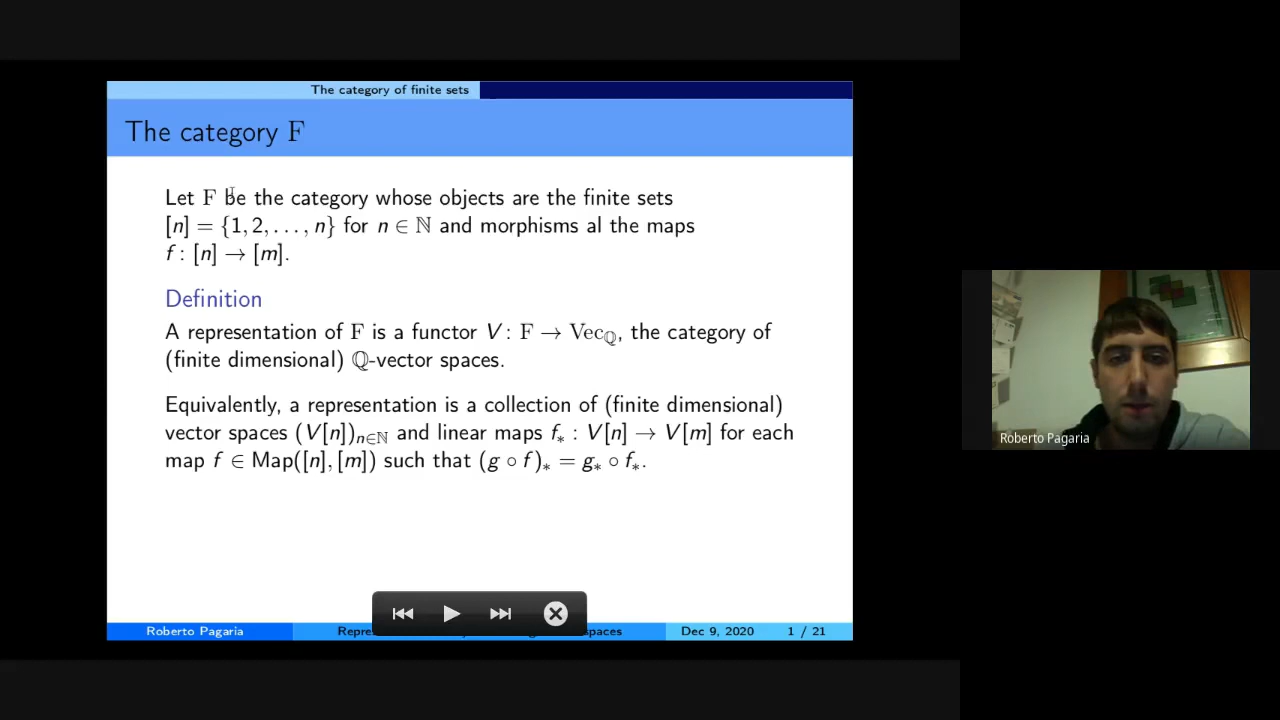 The category of finite sets
The category F
Let F be the category whose objects are the finite sets
[n] = {1, 2, . . . , n} for n ∈ ℕ and morphisms al the maps
f : [n] → [m].
Definition
A representation of F is a functor V : F → Vec_ℚ, the category of
(finite dimensional) ℚ-vector spaces.
Equivalently, a representation is a collection of (finite dimensional)
vector spaces (V[n])_{n∈ℕ} and linear maps f_* : V[n] → V[m] for each
map f ∈ Map([n], [m]) such that (g ∘ f)_* = g_* ∘ f_*.
Roberto Pagaria
Dec 9, 2020
1 / 21
Roberto Pagaria